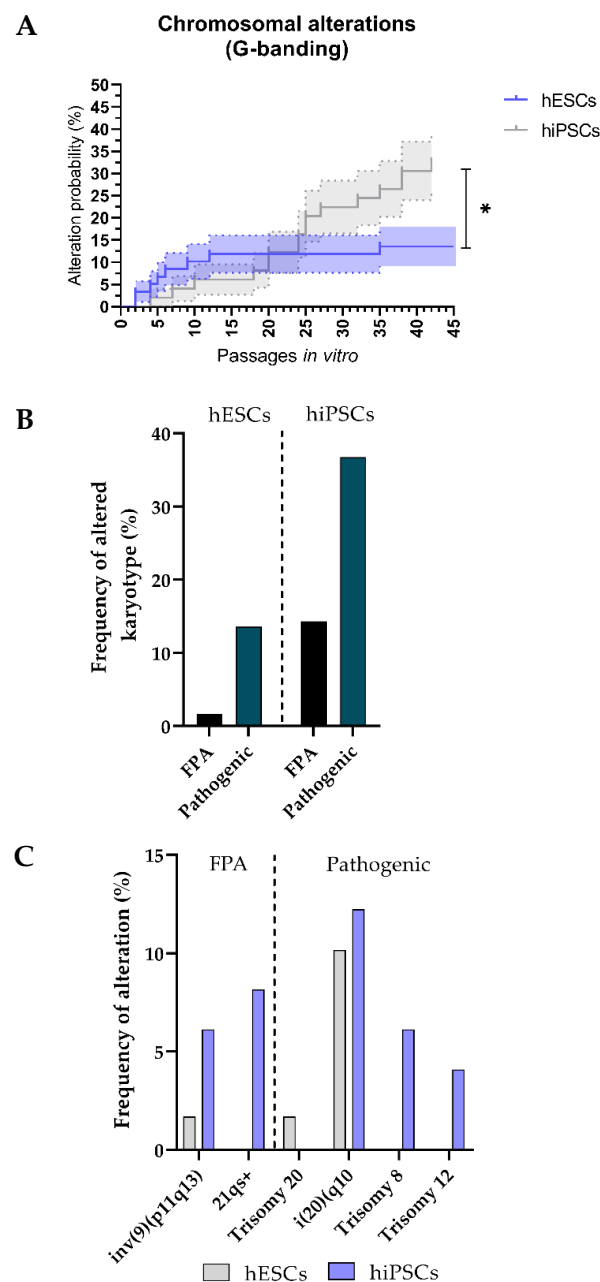 A
Chromosomal alterations
(G-banding)
Alteration probability (%)
50
45
40
35
30
25
20
15
10
5
0
0
5
10
15
20
25
30
35
40
45
Passages in vitro
hESCs
hiPSCs
*
B
hESCs
hiPSCs
Frequency of altered
karyotype (%)
40
30
20
10
0
FPA
Pathogenic
FPA
Pathogenic
C
FPA
Pathogenic
Frequency of alteration (%)
15
10
5
0
inv(9)(p11q13)
21qs+
Trisomy 20
i(20)(q10
Trisomy 8
Trisomy 12
hESCs
hiPSCs